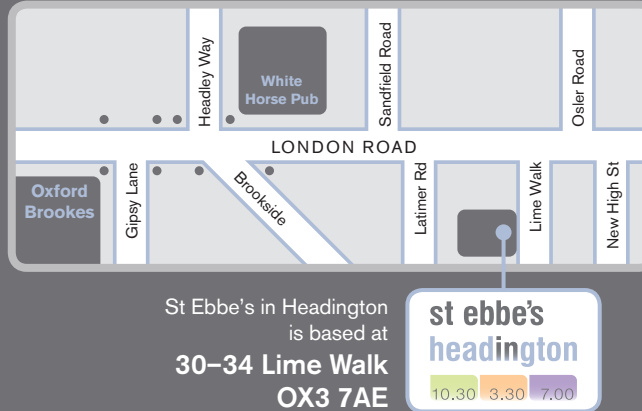 Headley Way
White
Horse Pub
Sandfield Road
Osler Road
LONDON ROAD
Oxford
Brookes
Gipsy Lane
Brookside
Latimer Rd
Lime Walk
New High St
St Ebbe's in Headington
is based at
30–34 Lime Walk
OX3 7AE
st ebbe's
headington
10.30 3.30 7.00